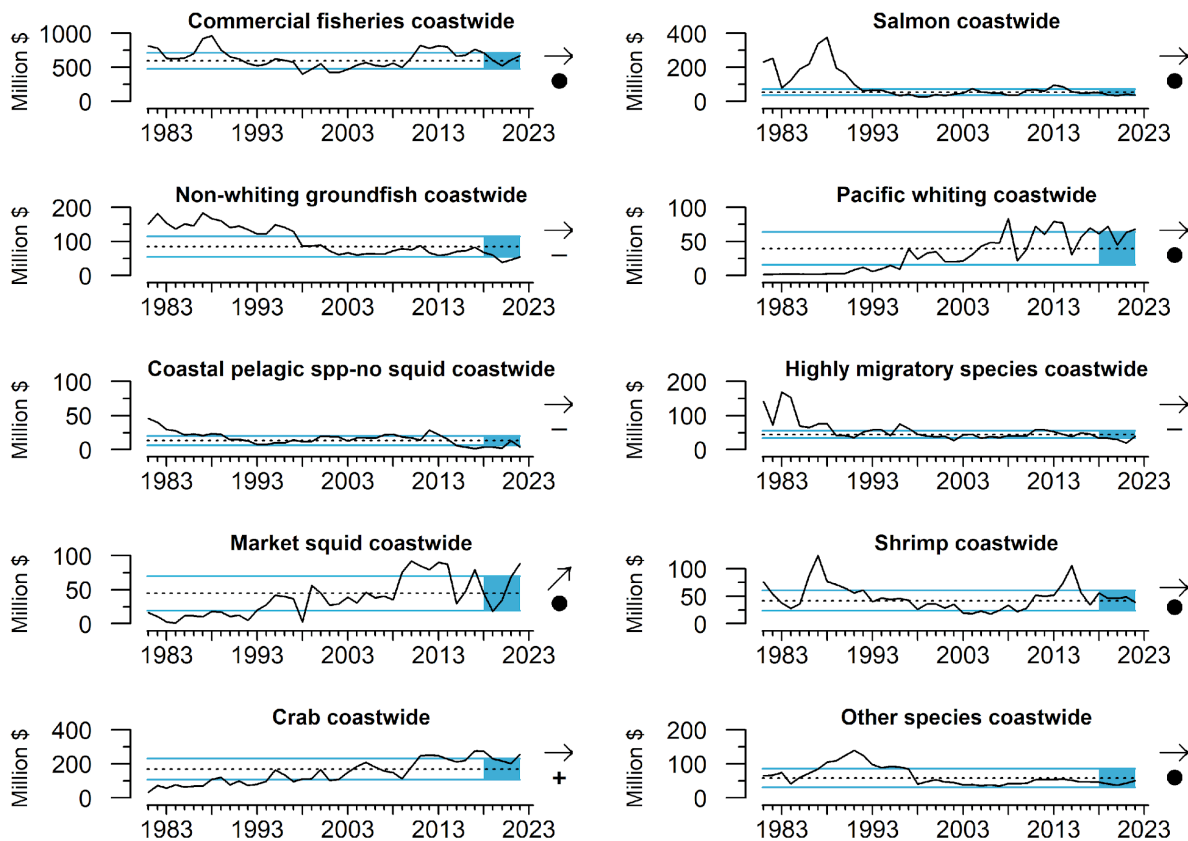 Commercial fisheries coastwide
Million $
1000
500
0
1983 1993 2003 2013 2023
Salmon coastwide
Million $
400
200
0
1983 1993 2003 2013 2023
Non-whiting groundfish coastwide
Million $
200
100
0
1983 1993 2003 2013 2023
–
Pacific whiting coastwide
Million $
100
50
0
1983 1993 2003 2013 2023
Coastal pelagic spp-no squid coastwide
Million $
100
50
0
1983 1993 2003 2013 2023
–
Highly migratory species coastwide
Million $
200
100
0
1983 1993 2003 2013 2023
–
Market squid coastwide
Million $
100
50
0
1983 1993 2003 2013 2023
Shrimp coastwide
Million $
100
50
0
1983 1993 2003 2013 2023
Crab coastwide
Million $
400
200
0
1983 1993 2003 2013 2023
+
Other species coastwide
Million $
200
100
0
1983 1993 2003 2013 2023